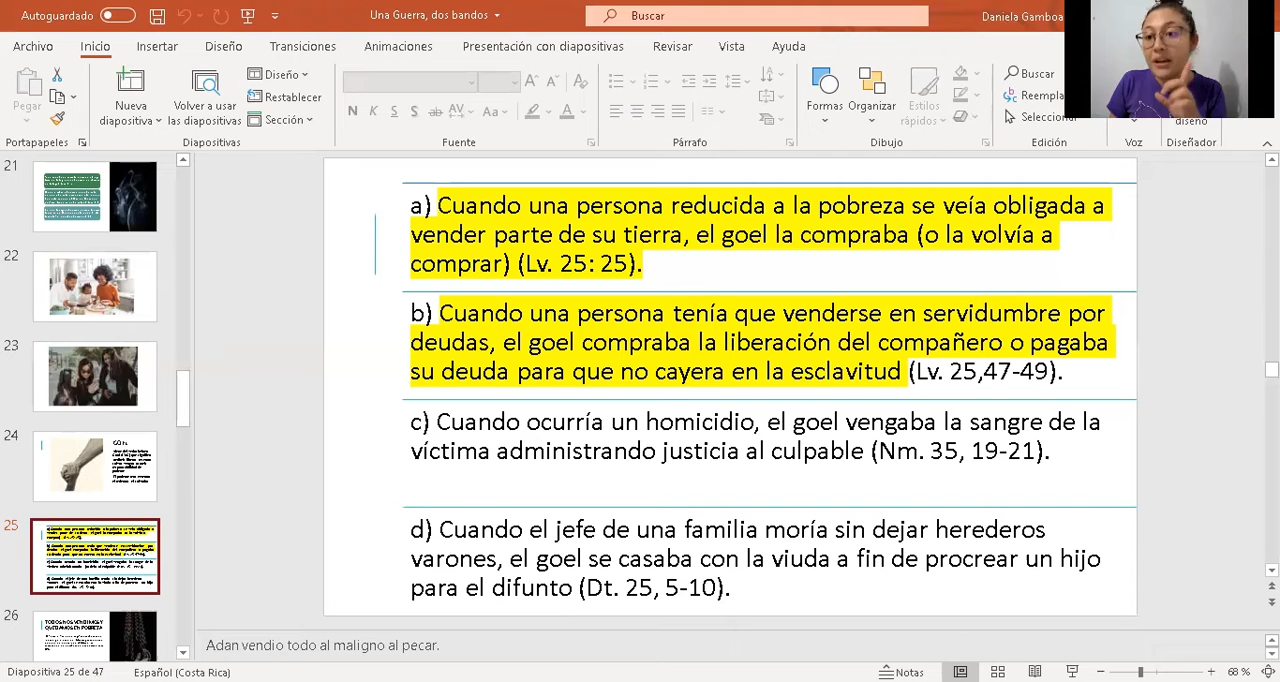 Autoguardado
Una Guerra, dos bandos
Buscar
Daniela Gamboa
Archivo Inicio Insertar Diseño Transiciones Animaciones Presentación con diapositivas Revisar Vista Ayuda
Pegar
Nueva diapositiva
Volver a usar las diapositivas
Diseño
Restablecer
Sección
N K S S ab AV Aa A
Formas
Organizar
Estilos rápidos
Buscar
Reempla
Selecciona
diseño
Portapapeles Diapositivas Fuente Párrafo Dibujo Edición Voz Diseñador
21
22
23
24
25
26
a) Cuando una persona reducida a la pobreza se veía obligada a
vender parte de su tierra, el goel la compraba (o la volvía a
comprar) (Lv. 25: 25).
b) Cuando una persona tenía que venderse en servidumbre por
deudas, el goel compraba la liberación del compañero o pagaba
su deuda para que no cayera en la esclavitud (Lv. 25,47-49).
c) Cuando ocurría un homicidio, el goel vengaba la sangre de la
víctima administrando justicia al culpable (Nm. 35, 19-21).
d) Cuando el jefe de una familia moría sin dejar herederos
varones, el goel se casaba con la viuda a fin de procrear un hijo
para el difunto (Dt. 25, 5-10).
Adan vendio todo al maligno al pecar.
Diapositiva 25 de 47 Español (Costa Rica) Notas 68 %